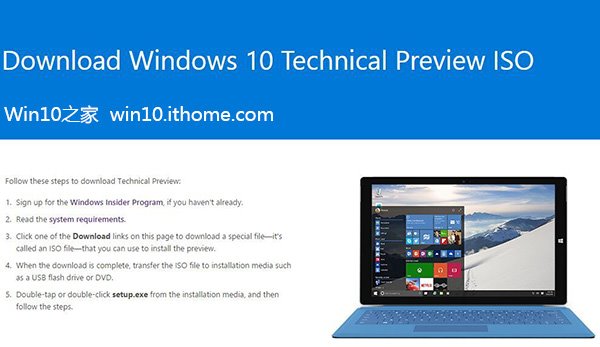 Download Windows 10 Technical Preview ISO
Win10之家 win10.ithome.com
Follow these steps to download Technical Preview:
1. Sign up for the Windows Insider Program, if you haven't already.
2. Read the system requirements.
3. Click one of the Download links on this page to download a special file—it's
called an ISO file—that you can use to install the preview.
4. When the download is complete, transfer the ISO file to installation media such
as a USB flash drive or DVD.
5. Double-tap or double-click setup.exe from the installation media, and then
follow the steps.